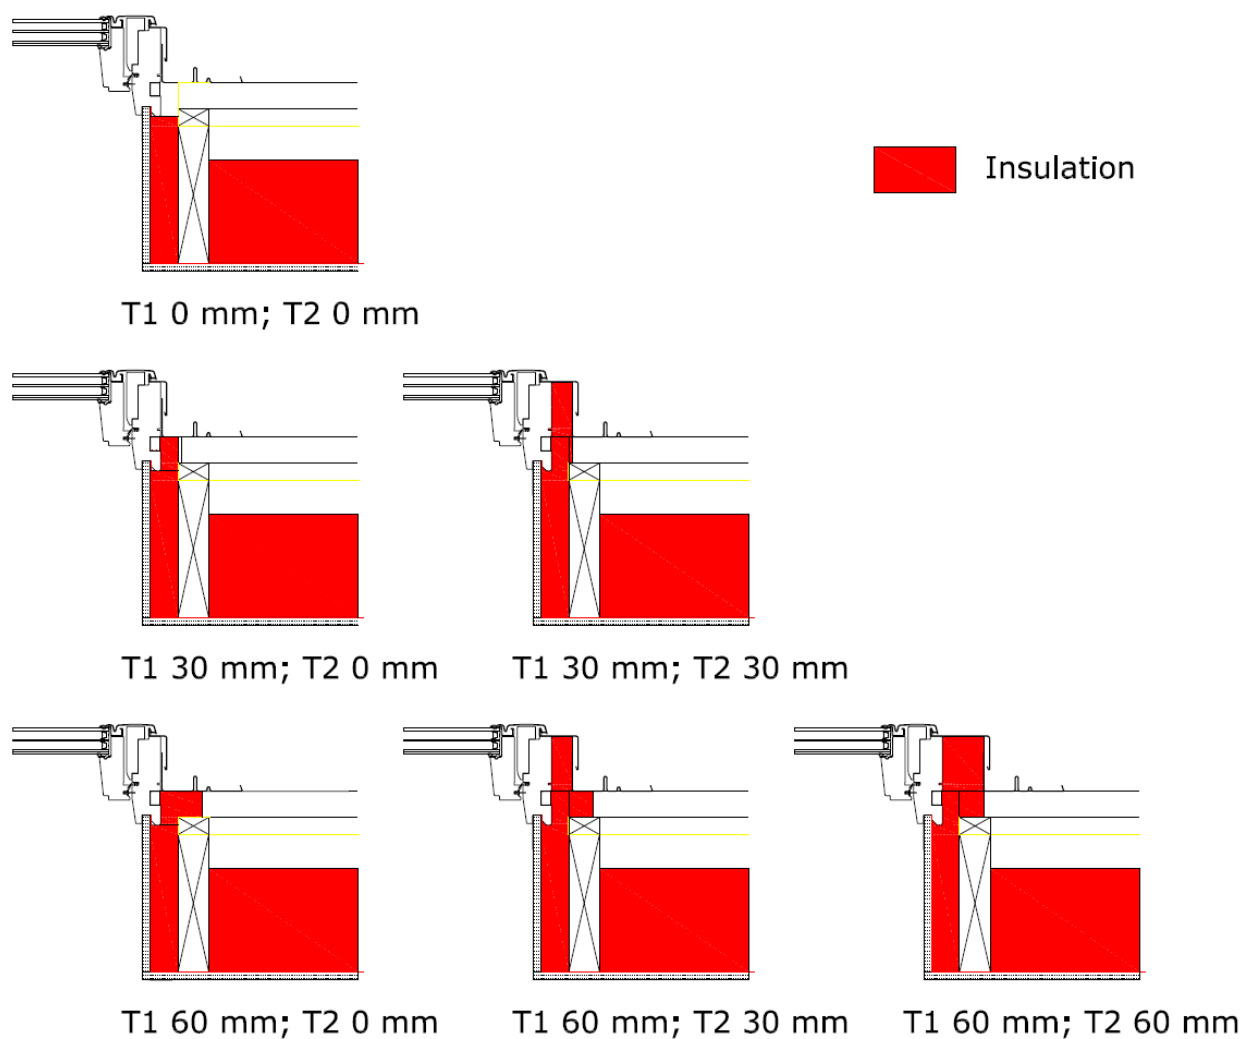 Insulation
T1 0 mm; T2 0 mm
T1 30 mm; T2 0 mm
T1 30 mm; T2 30 mm
T1 60 mm; T2 0 mm
T1 60 mm; T2 30 mm
T1 60 mm; T2 60 mm